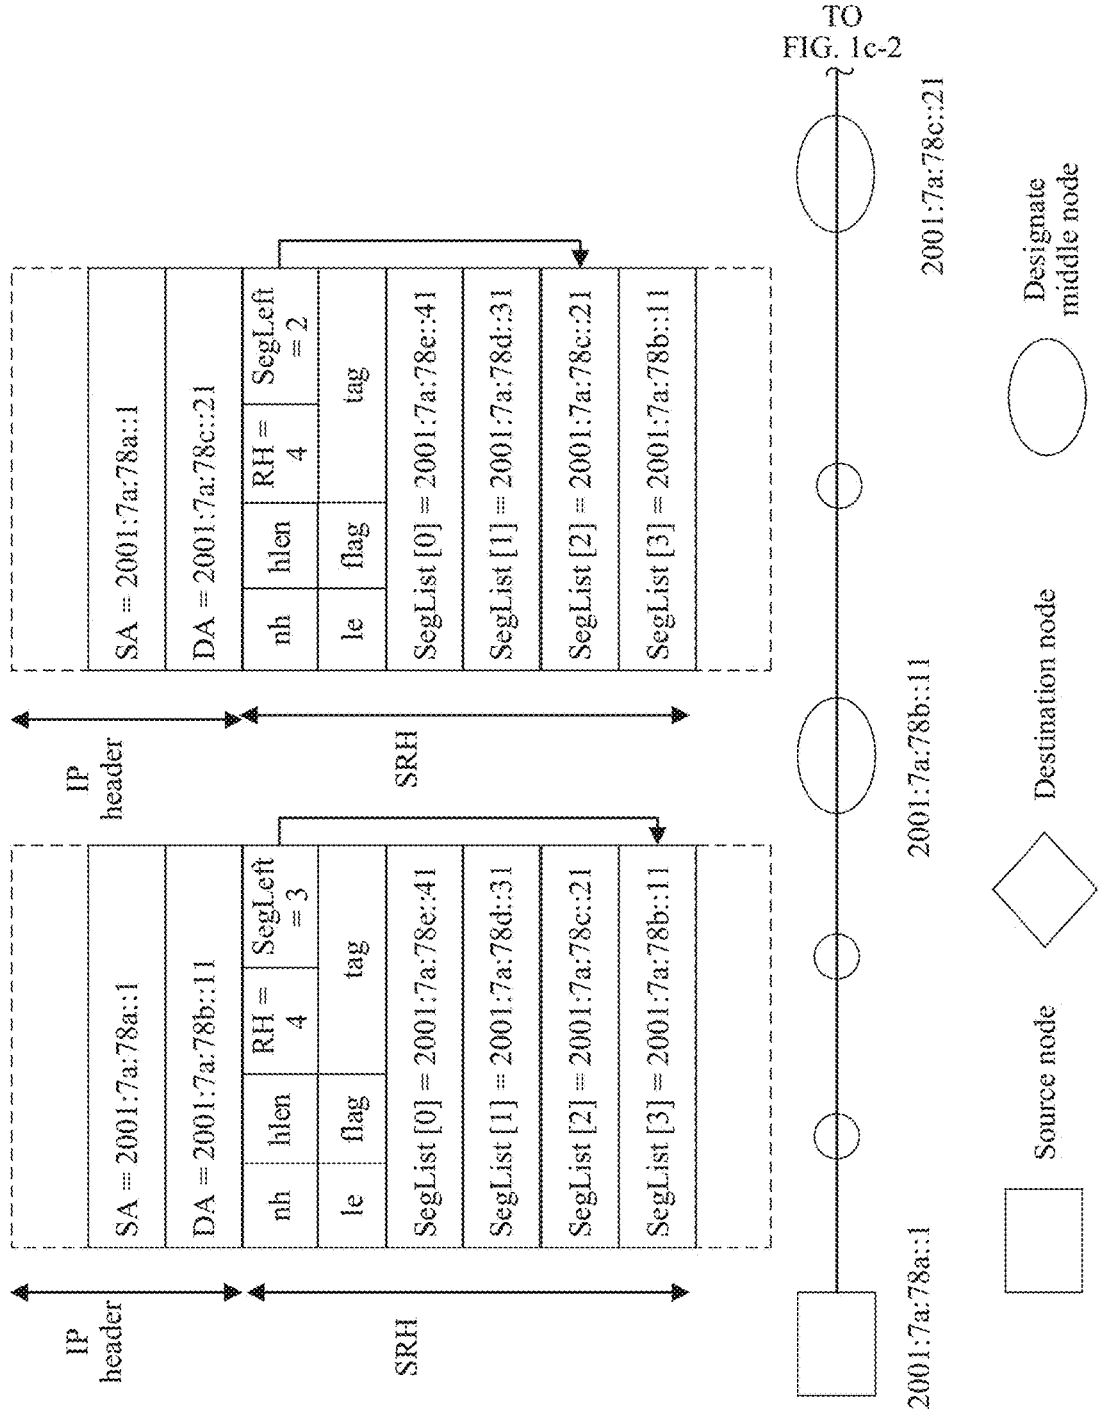 IP
header
SRH
SA = 2001:7a:78a::1
DA = 2001:7a:78b::11
nh
hlen
RH =
4
SegLeft
= 3
le
flag
tag
SegList [0] = 2001:7a:78e::41
SegList [1] = 2001:7a:78d::31
SegList [2] = 2001:7a:78c::21
SegList [3] = 2001:7a:78b::11
IP
header
SRH
SA = 2001:7a:78a::1
DA = 2001:7a:78c::21
nh
hlen
RH =
4
SegLeft
= 2
le
flag
tag
SegList [0] = 2001:7a:78e::41
SegList [1] = 2001:7a:78d::31
SegList [2] = 2001:7a:78c::21
SegList [3] = 2001:7a:78b::11
TO
FIG. 1c-2
2001:7a:78a::1
2001:7a:78b::11
2001:7a:78c::21
Source node
Destination node
Designate
middle node